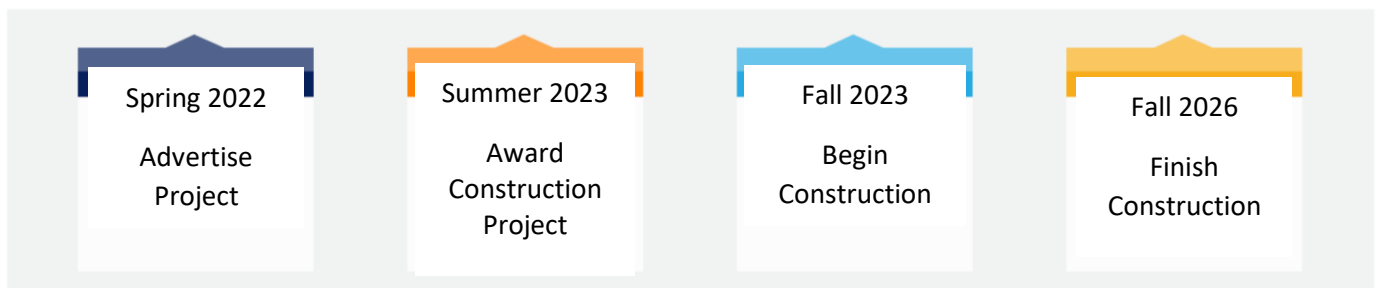 Spring 2022
Advertise
Project
Summer 2023
Award
Construction
Project
Fall 2023
Begin
Construction
Fall 2026
Finish
Construction